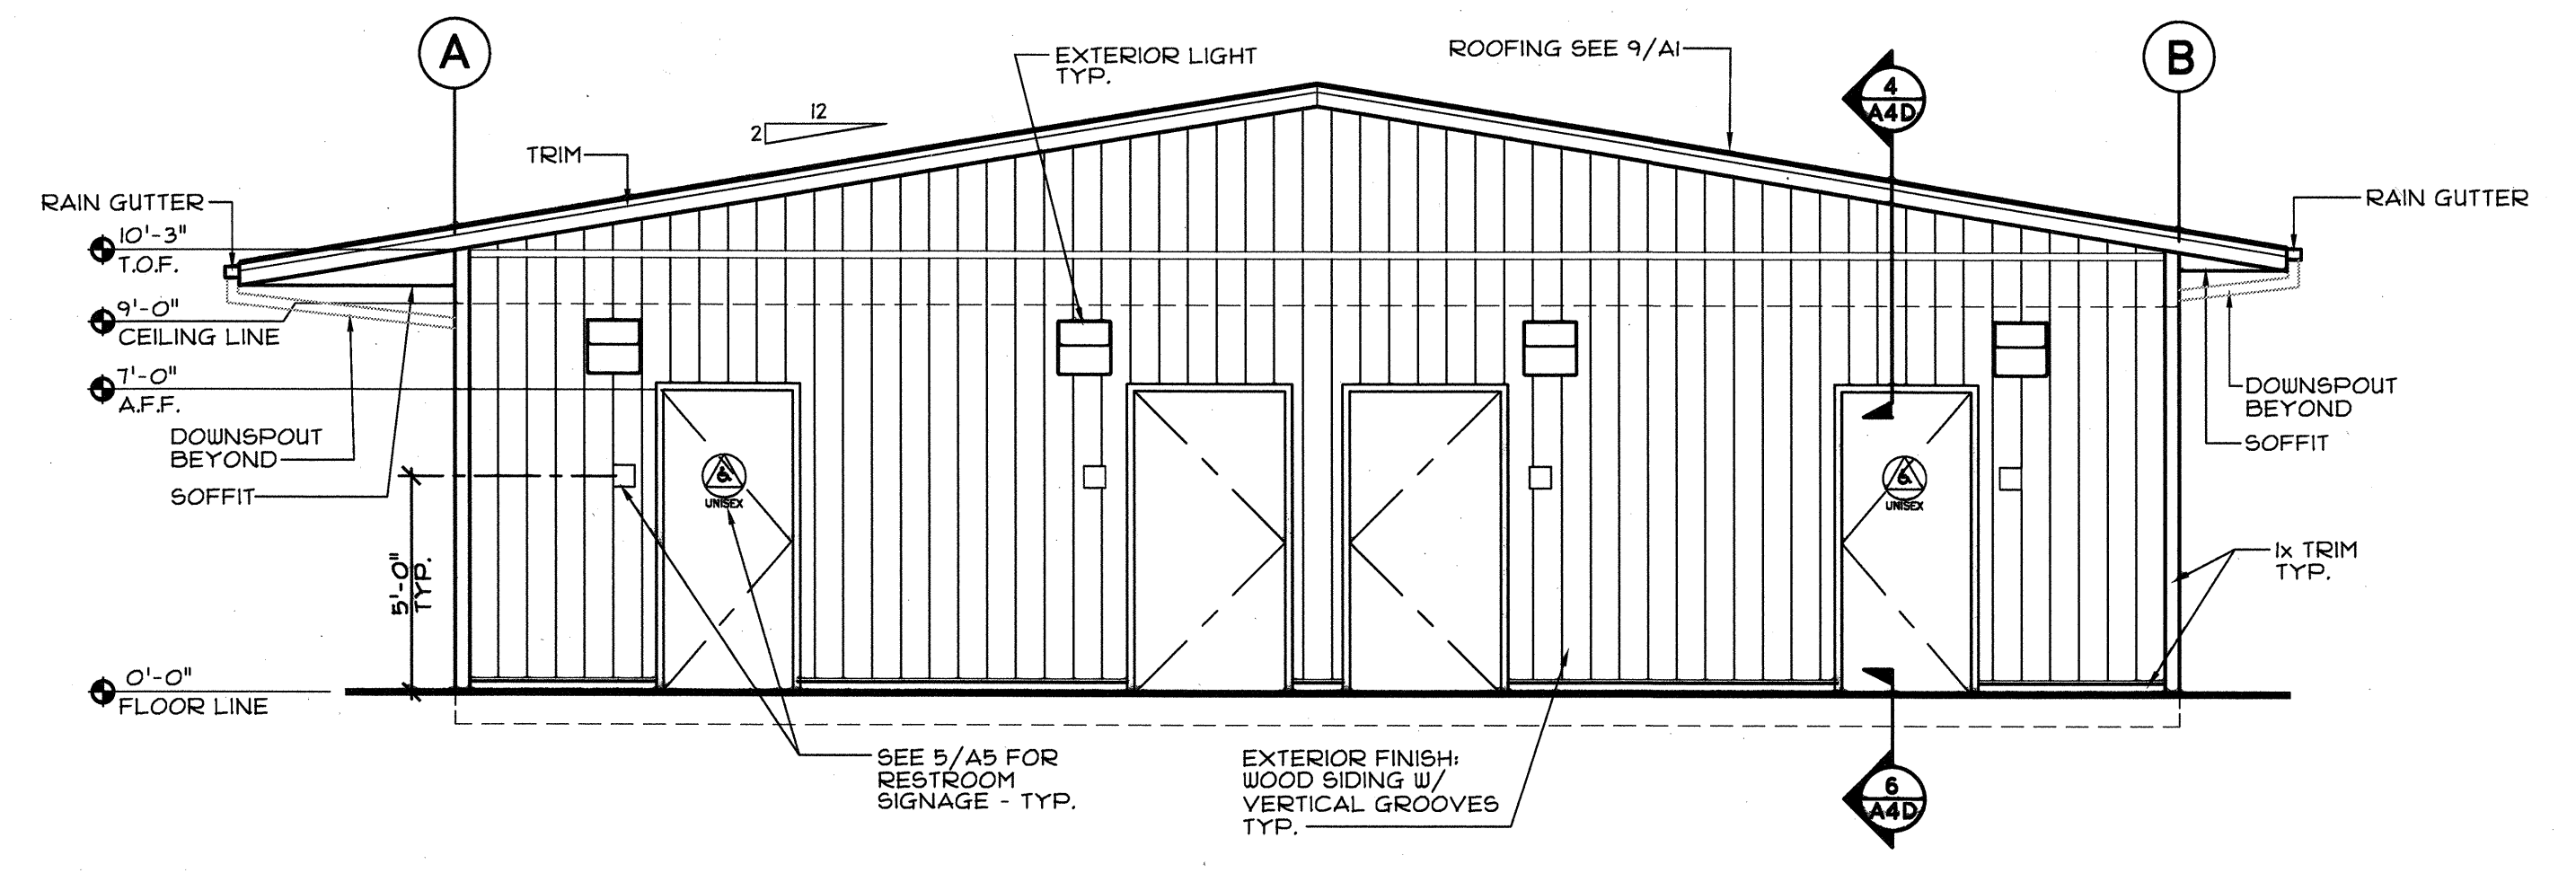 A
EXTERIOR LIGHT
TYP.
ROOFING SEE 9/A1
4
A4D
B
12
2
TRIM
RAIN GUTTER
RAIN GUTTER
10'-3"
T.O.F.
9'-0"
CEILING LINE
7'-0"
A.F.F.
DOWNSPOUT
BEYOND
SOFFIT
DOWNSPOUT
BEYOND
SOFFIT
UNISEX
UNISEX
5'-0"
TYP.
1x TRIM
TYP.
0'-0"
FLOOR LINE
SEE 5/A5 FOR
RESTROOM
SIGNAGE - TYP.
EXTERIOR FINISH:
WOOD SIDING W/
VERTICAL GROOVES
TYP.
6
A4D